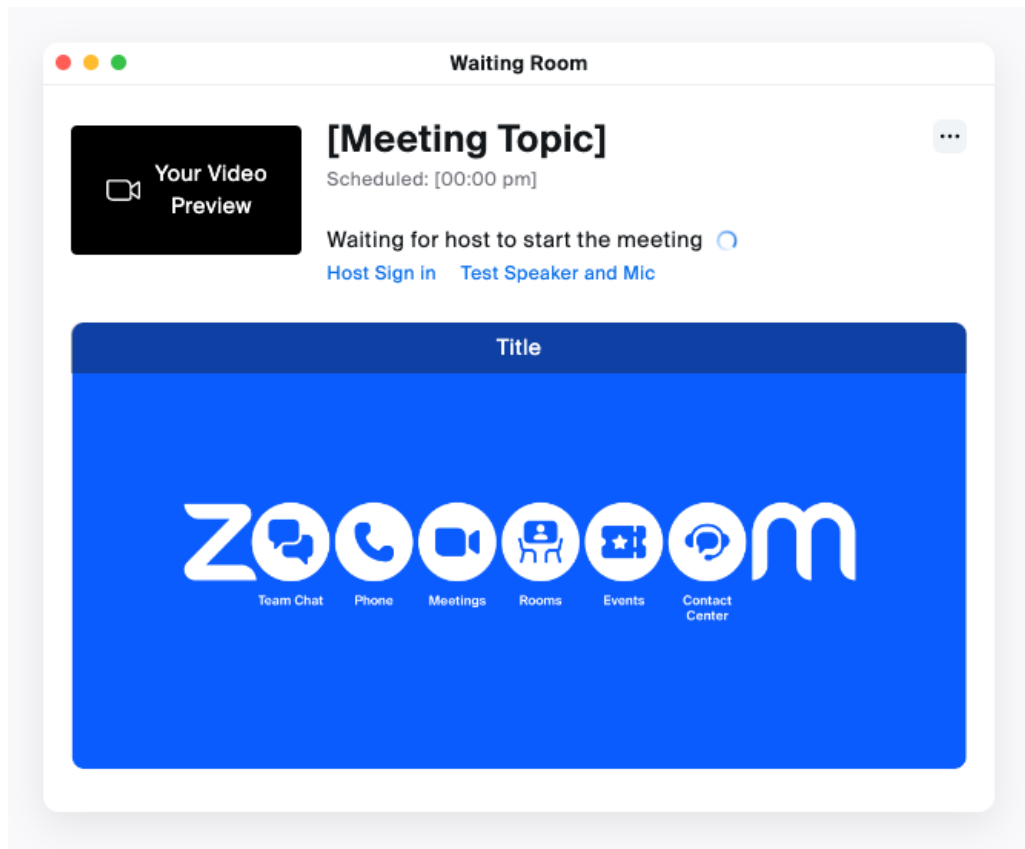 Waiting Room
Your Video
Preview
[Meeting Topic]
Scheduled: [00:00 pm]
Waiting for host to start the meeting
Host Sign in    Test Speaker and Mic
Title
zoooooom
Team Chat    Phone    Meetings    Rooms    Events    Contact
Center